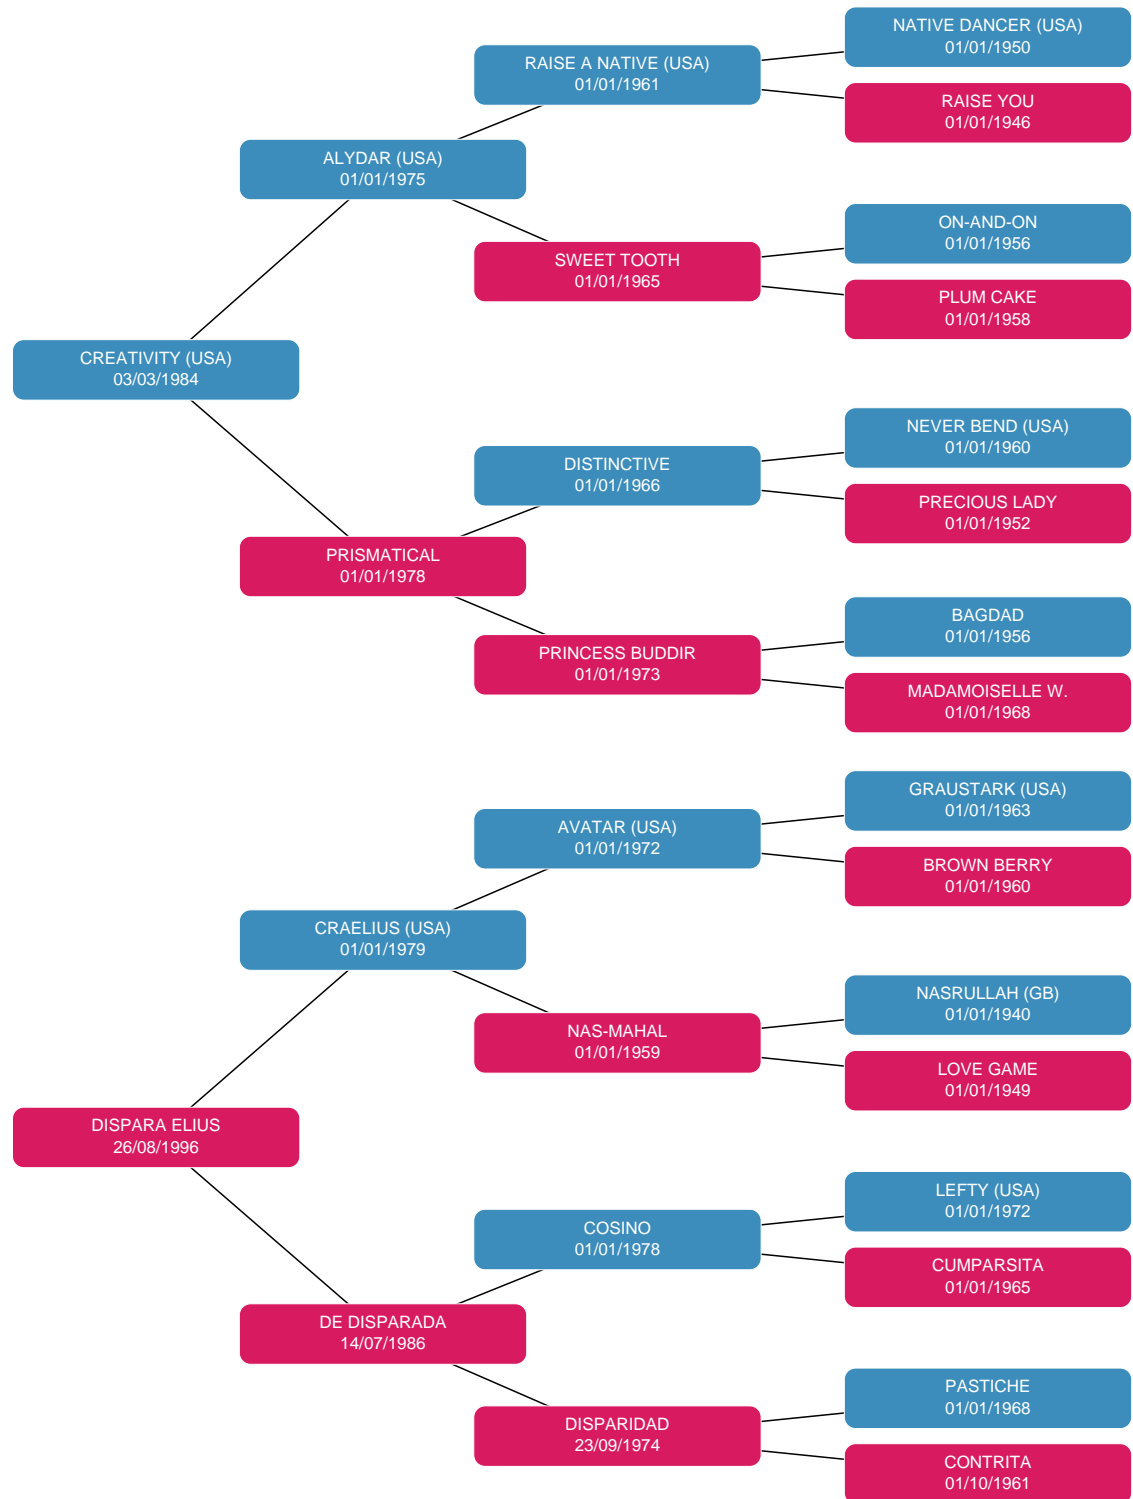 NATIVE DANCER (USA)
01/01/1950
RAISE A NATIVE (USA)
01/01/1961
RAISE YOU
01/01/1946
ALYDAR (USA)
01/01/1975
ON-AND-ON
01/01/1956
SWEET TOOTH
01/01/1965
PLUM CAKE
01/01/1958
CREATIVITY (USA)
03/03/1984
NEVER BEND (USA)
01/01/1960
DISTINCTIVE
01/01/1966
PRECIOUS LADY
01/01/1952
PRISMATICAL
01/01/1978
BAGDAD
01/01/1956
PRINCESS BUDDIR
01/01/1973
MADAMOISELLE W.
01/01/1968
GRAUSTARK (USA)
01/01/1963
AVATAR (USA)
01/01/1972
BROWN BERRY
01/01/1960
CRAELIUS (USA)
01/01/1979
NASRULLAH (GB)
01/01/1940
NAS-MAHAL
01/01/1959
LOVE GAME
01/01/1949
DISPARA ELIUS
26/08/1996
LEFTY (USA)
01/01/1972
COSINO
01/01/1978
CUMPARSITA
01/01/1965
DE DISPARADA
14/07/1986
PASTICHE
01/01/1968
DISPARIDAD
23/09/1974
CONTRITA
01/10/1961